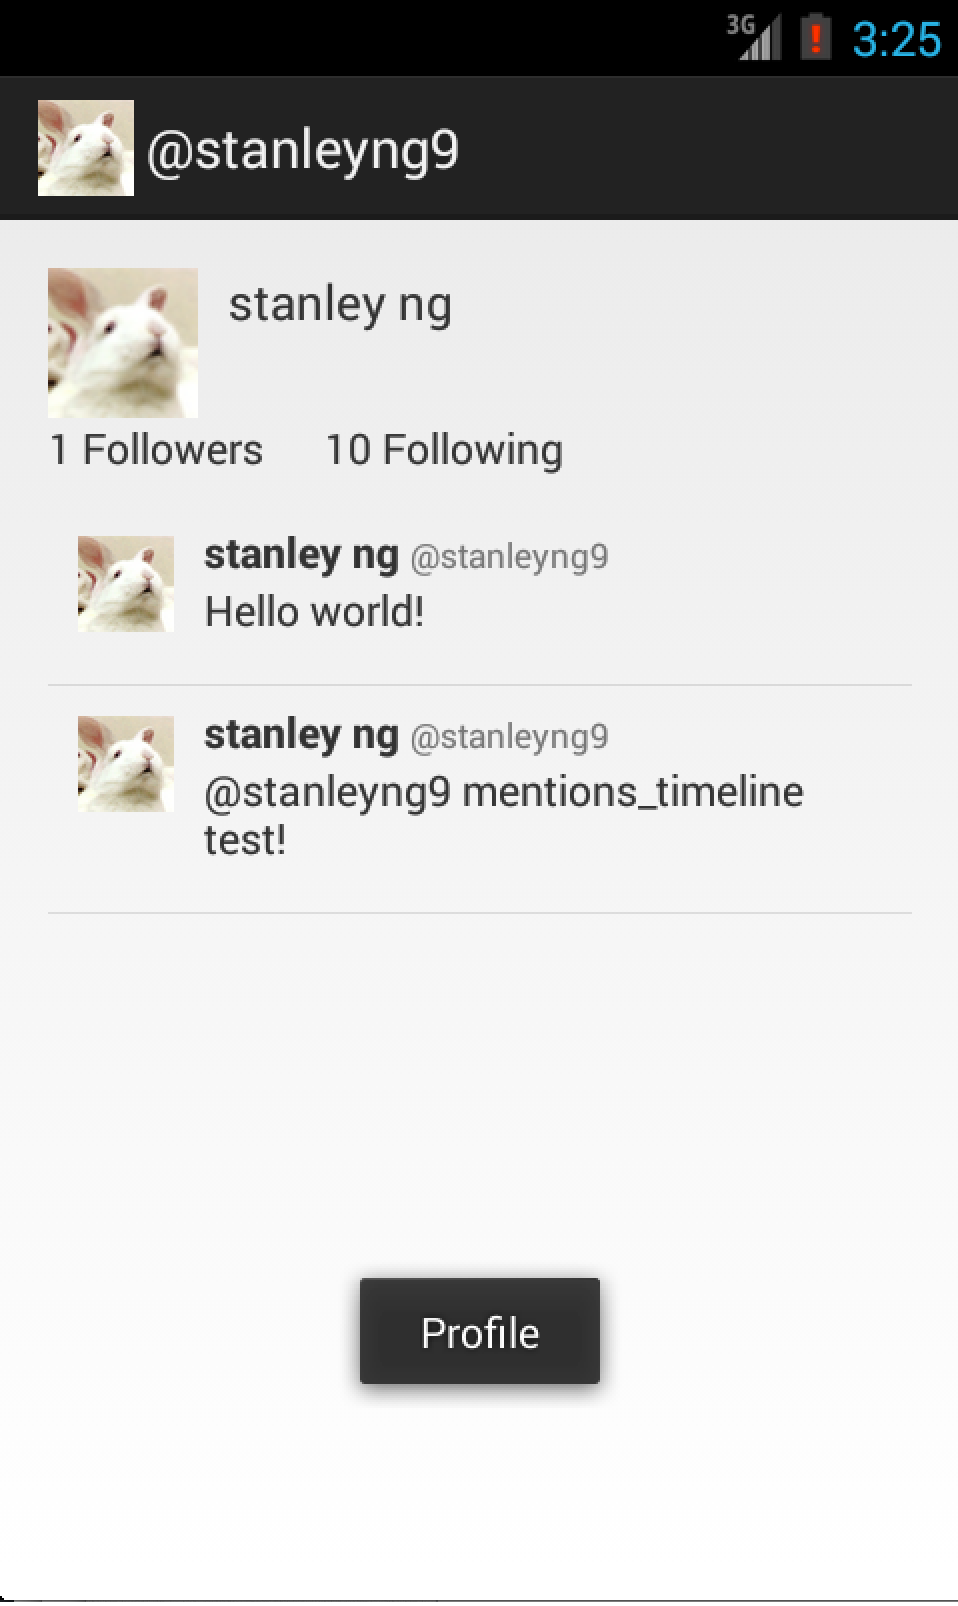 3G 3:25
@stanleyng9
stanley ng
1 Followers 10 Following
stanley ng @stanleyng9
Hello world!
stanley ng @stanleyng9
@stanleyng9 mentions_timeline
test!
Profile